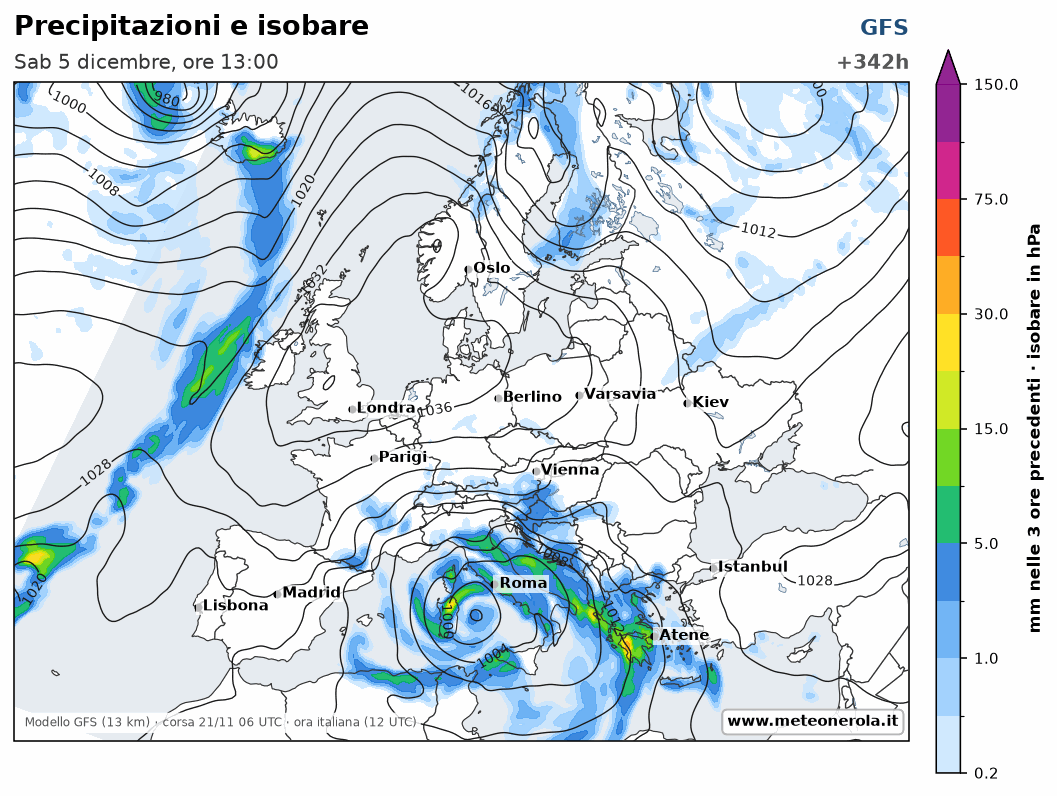 Precipitazioni e isobare
GFS
Sab 5 dicembre, ore 13:00
+342h
1000
980
1016
1008
1020
1012
1032
1036
1028
1020
1008
1000
1004
1028
Oslo
Londra
Berlino
Varsavia
Kiev
Parigi
Vienna
Roma
Istanbul
Madrid
Lisbona
Atene
Modello GFS (13 km) · corsa 21/11 06 UTC · ora italiana (12 UTC)
www.meteonerola.it
150.0
75.0
30.0
15.0
5.0
1.0
0.2
mm nelle 3 ore precedenti · isobare in hPa